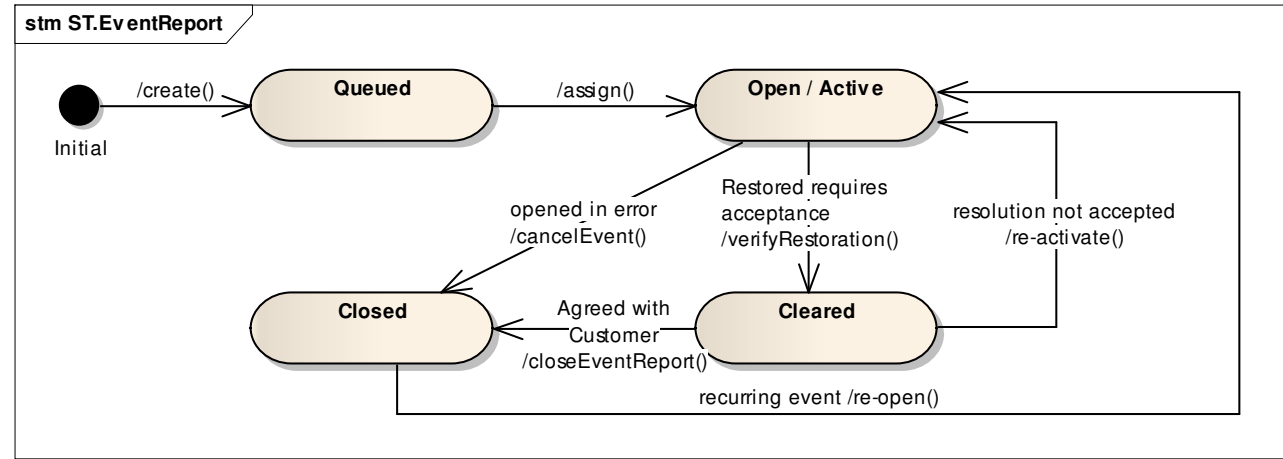 stm ST.EventReport
/create()
Queued
/assign()
Open / Active
Initial
Restored requires
acceptance
/verifyRestoration()
opened in error
/cancelEvent()
resolution not accepted
/re-activate()
Closed
Agreed with
Customer
/closeEventReport()
Cleared
recurring event /re-open()